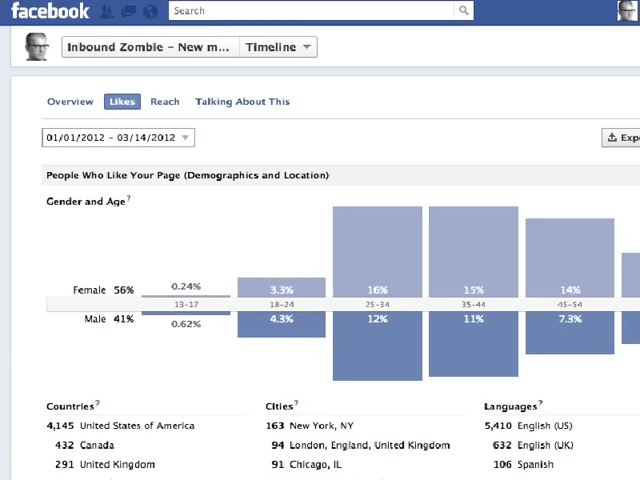 facebook Search
Inbound Zombie – New m... Timeline
Overview Likes Reach Talking About This
01/01/2012 – 03/14/2012
People Who Like Your Page (Demographics and Location)
Gender and Age?
Female 56% 0.24% 3.3% 16% 15% 14%
13–17 18–24 25–34 35–44 45–54
Male 41% 0.62% 4.3% 12% 11% 7.3%
Countries? Cities? Languages?
4,145 United States of America 163 New York, NY 5,410 English (US)
432 Canada 94 London, England, United Kingdom 632 English (UK)
291 United Kingdom 91 Chicago, IL 106 Spanish